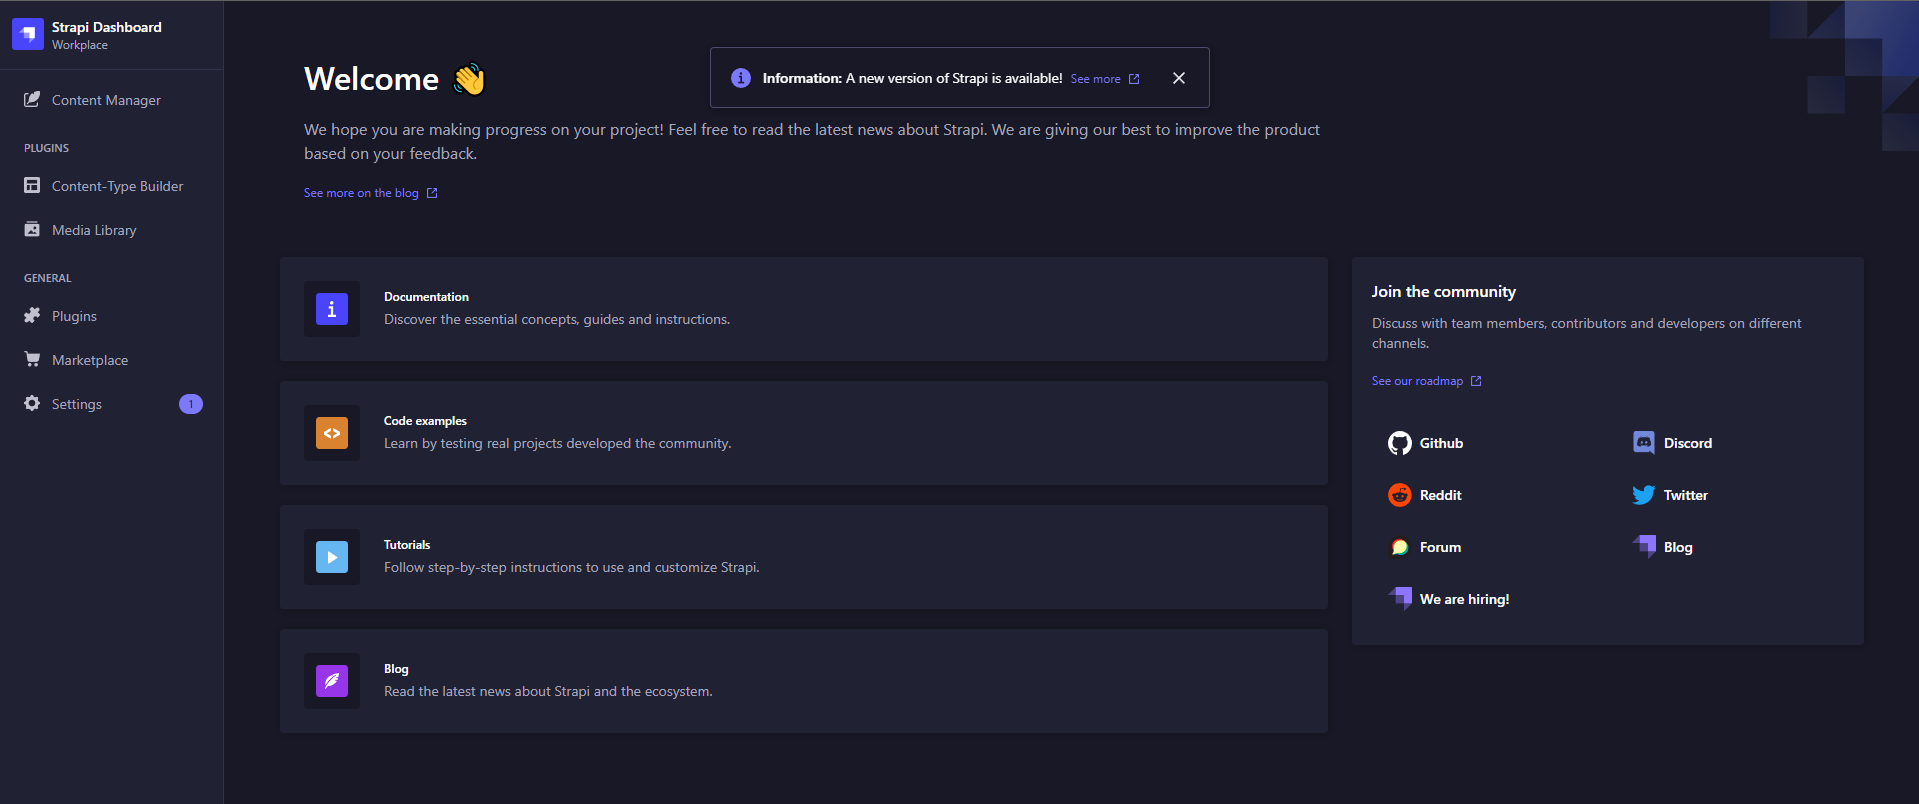 Strapi Dashboard
Workplace
Content Manager
PLUGINS
Content-Type Builder
Media Library
GENERAL
Plugins
Marketplace
Settings
1
Welcome 👋
Information: A new version of Strapi is available! See more
We hope you are making progress on your project! Feel free to read the latest news about Strapi. We are giving our best to improve the product
based on your feedback.
See more on the blog
Documentation
Discover the essential concepts, guides and instructions.
Code examples
Learn by testing real projects developed the community.
Tutorials
Follow step-by-step instructions to use and customize Strapi.
Blog
Read the latest news about Strapi and the ecosystem.
Join the community
Discuss with team members, contributors and developers on different
channels.
See our roadmap
Github
Discord
Reddit
Twitter
Forum
Blog
We are hiring!